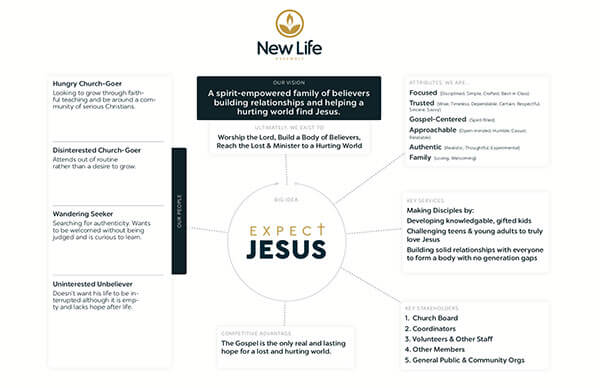 New Life
ASSEMBLY
Hungry Church-Goer
Looking to grow through faith-
ful teaching and be around a com-
munity of serious Christians.
Disinterested Church-Goer
Attends out of routine
rather than a desire to grow.
Wandering Seeker
Searching for authenticity. Wants
to be welcomed without being
judged and is curious to learn.
Uninterested Unbeliever
Doesn't want his life to be in-
terrupted although it is emp-
ty and lacks hope after life.
OUR PEOPLE
OUR VISION
A spirit-empowered family of believers
building relationships and helping a
hurting world find Jesus.
ULTIMATELY, WE EXIST TO
Worship the Lord, Build a Body of Believers,
Reach the Lost & Minister to a Hurting World
BIG IDEA
EXPECT
JESUS
COMPETITIVE ADVANTAGE
The Gospel is the only real and lasting
hope for a lost and hurting world.
ATTRIBUTES: WE ARE...
Focused (Disciplined, Simple, Crafted, Best-in-Class)
Trusted (Wise, Timeless, Dependable, Certain, Respectful,
Sincere, Savvy)
Gospel-Centered (Spirit-filled)
Approachable (Open-minded, Humble, Casual,
Relatable)
Authentic (Realistic, Thoughtful, Experimental)
Family (Loving, Welcoming)
KEY SERVICES
Making Disciples by:
Developing knowledgable, gifted kids
Challenging teens & young adults to truly
love Jesus
Building solid relationships with everyone
to form a body with no generation gaps
KEY STAKEHOLDERS
1. Church Board
2. Coordinators
3. Volunteers & Other Staff
4. Other Members
5. General Public & Community Orgs